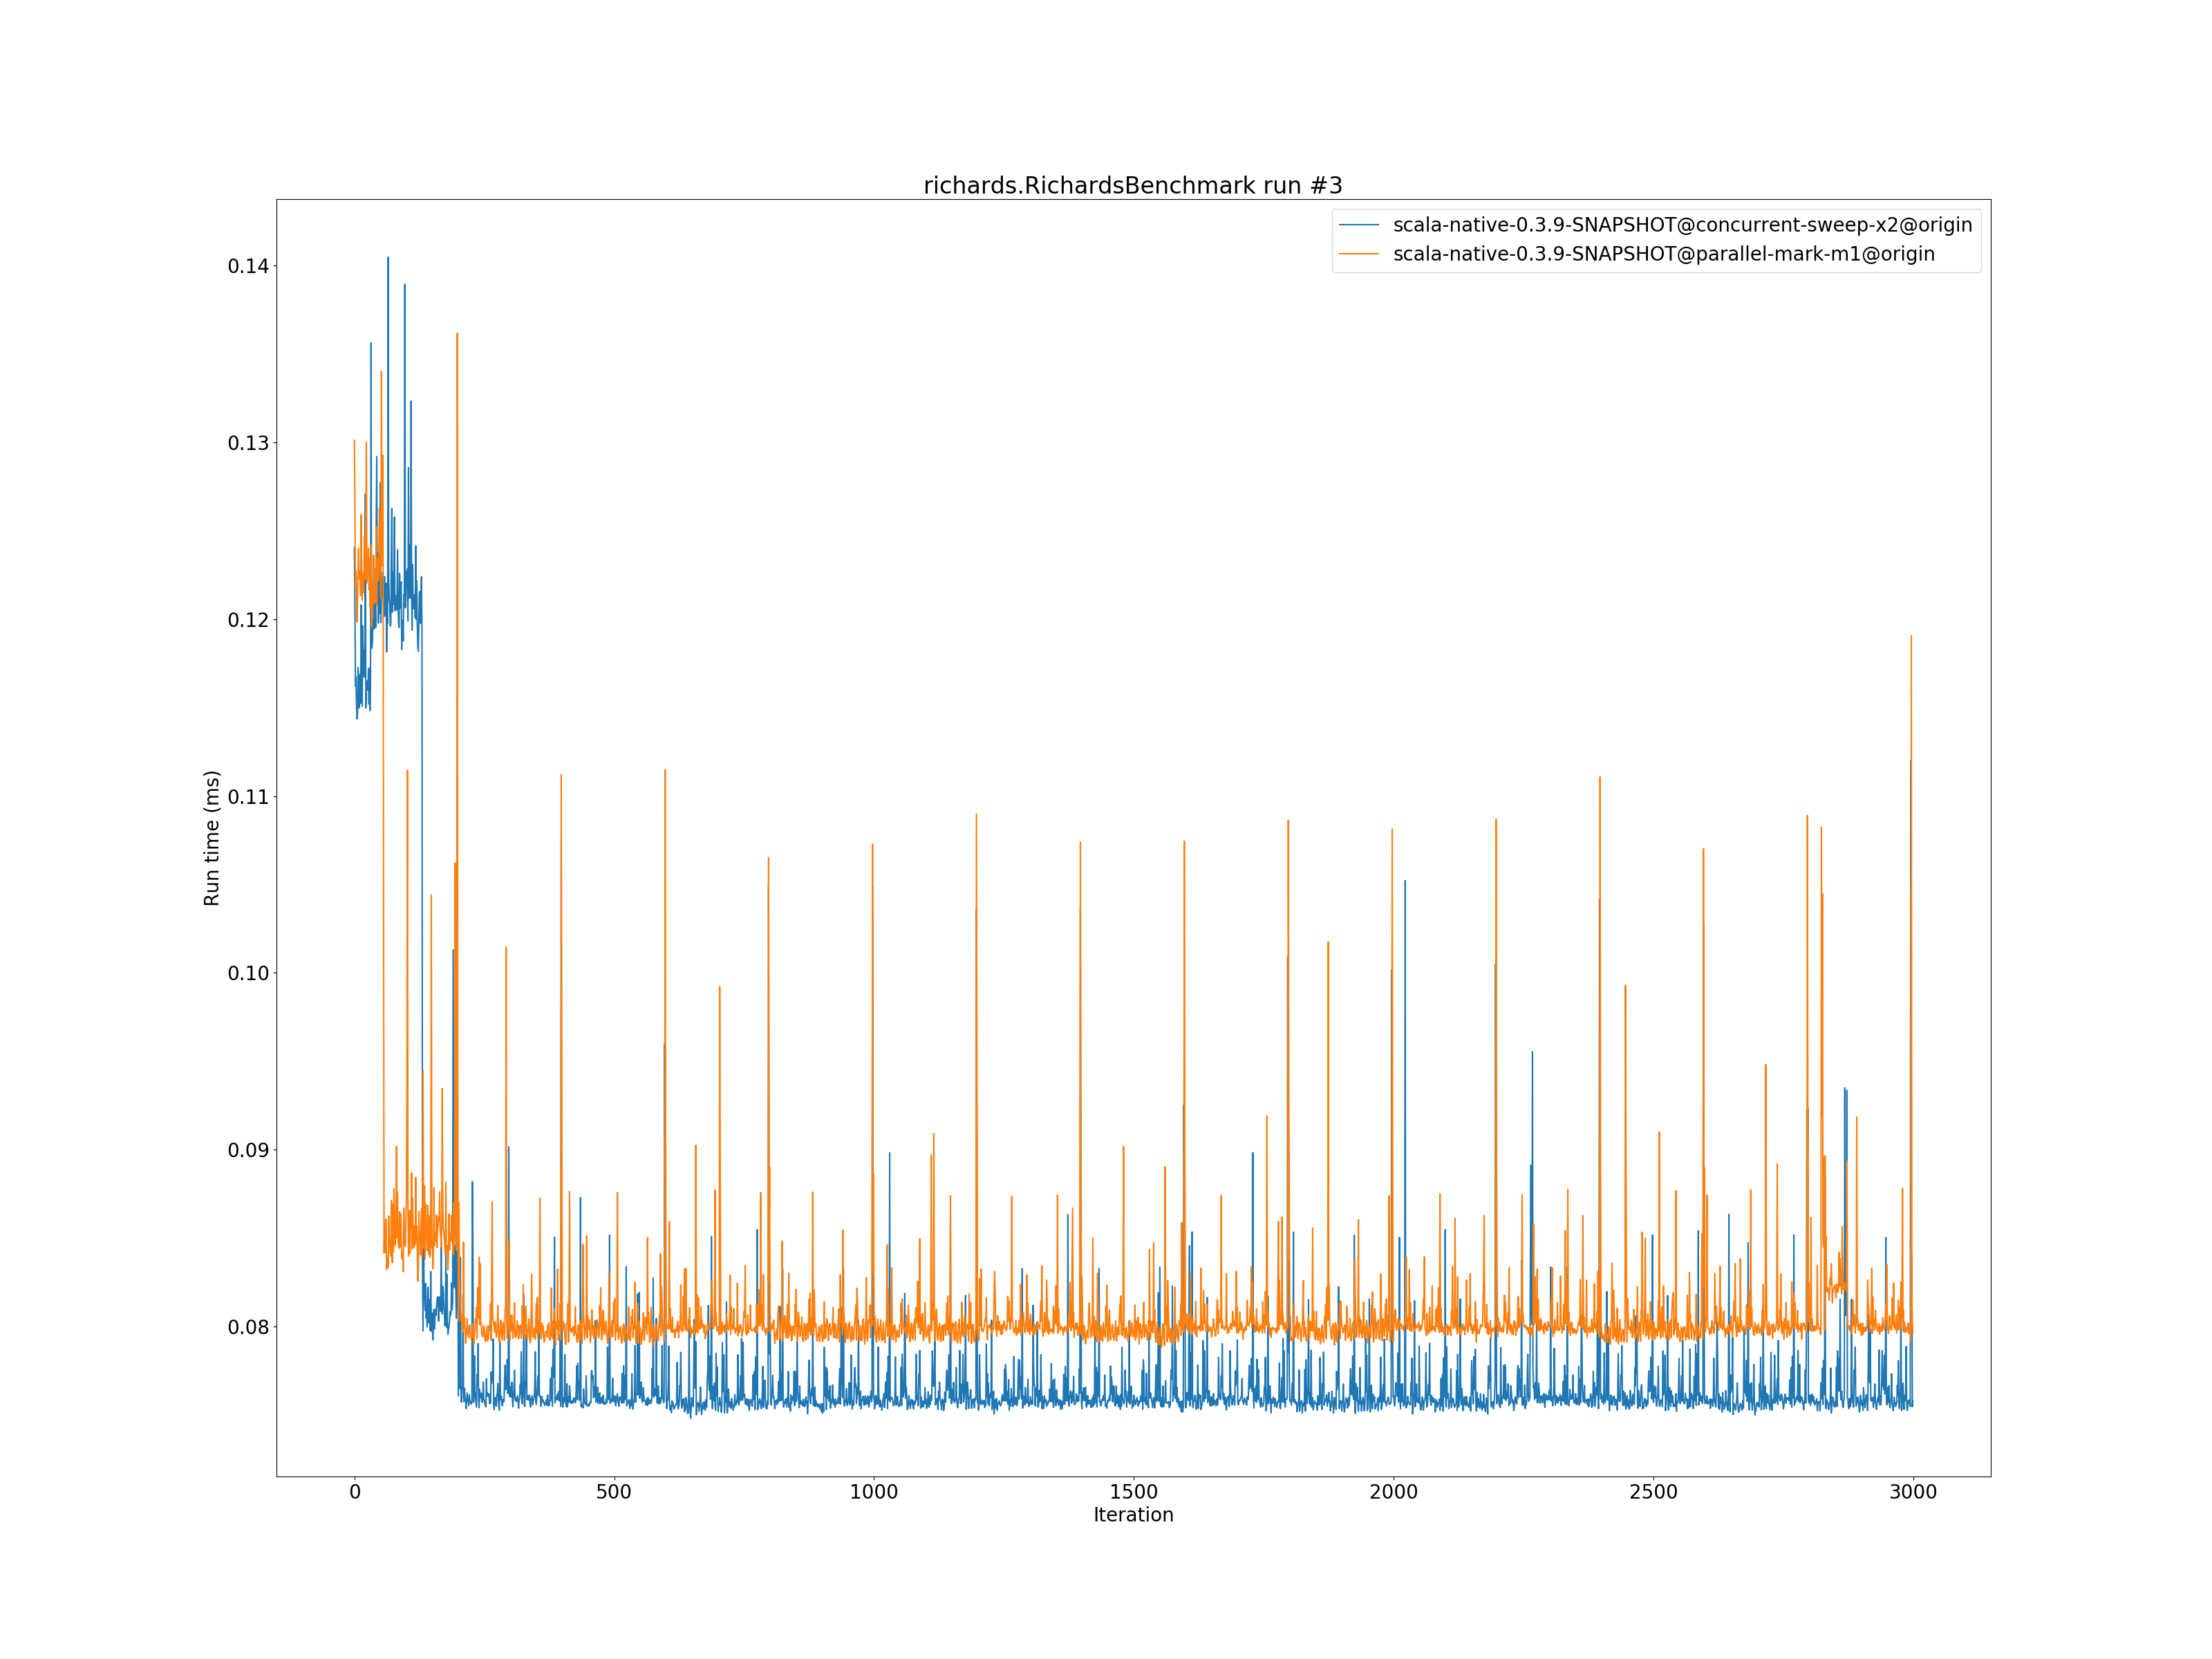 richards.RichardsBenchmark run #3
scala-native-0.3.9-SNAPSHOT@concurrent-sweep-x2@origin
scala-native-0.3.9-SNAPSHOT@parallel-mark-m1@origin
0.14
0.13
0.12
0.11
0.10
0.09
0.08
Run time (ms)
0 500 1000 1500 2000 2500 3000
Iteration